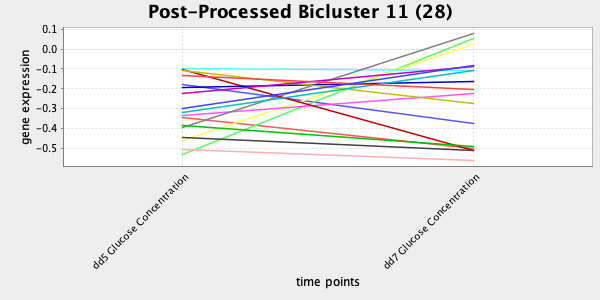 Post-Processed Bicluster 11 (28)
0.1
0.0
-0.1
-0.2
-0.3
-0.4
-0.5
gene expression
dd5 Glucose Concentration
dd7 Glucose Concentration
time points